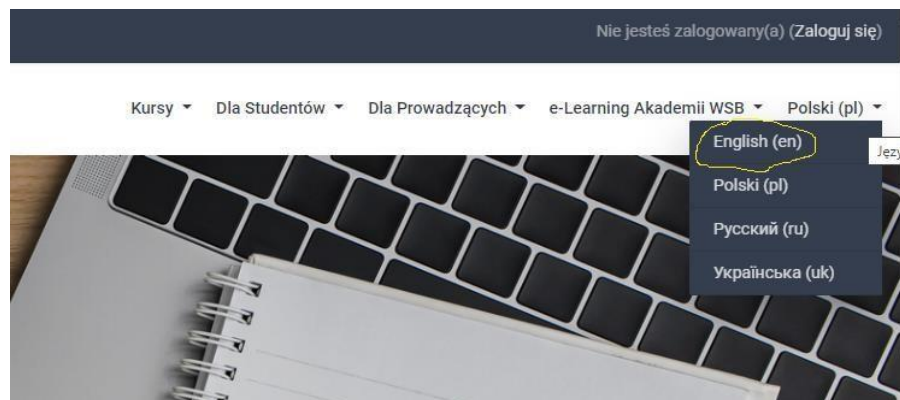 Nie jesteś zalogowany(a) (Zaloguj się)
Kursy Dla Studentów Dla Prowadzących e-Learning Akademii WSB Polski (pl)
English (en)
Polski (pl)
Русский (ru)
Українська (uk)